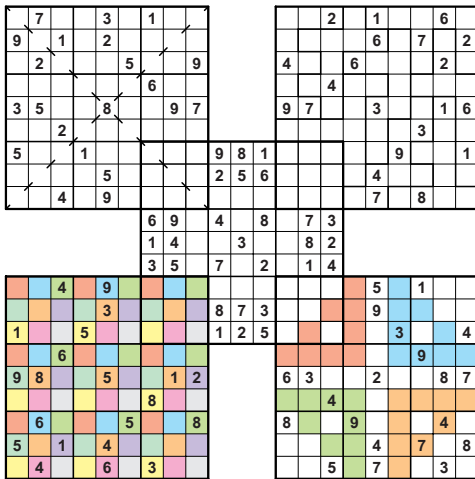 7 3 1 2 1 6
9 1 2 6 7 2
2 5 9 4 6 2
6 4
3 5 8 9 7 9 7 3 1 6
2 3
5 1 9 8 1 9 1
5 2 5 6 4
4 9 7 8
6 9 4 8 7 3
1 4 3 8 2
3 5 7 2 1 4
4 9 5 1
3 8 7 3 9
1 5 1 2 5 3 4
6 9
9 8 5 1 2 6 3 2 8 7
8 4
6 5 8 8 9 4
5 1 4 4 7 8
4 6 3 5 7 3